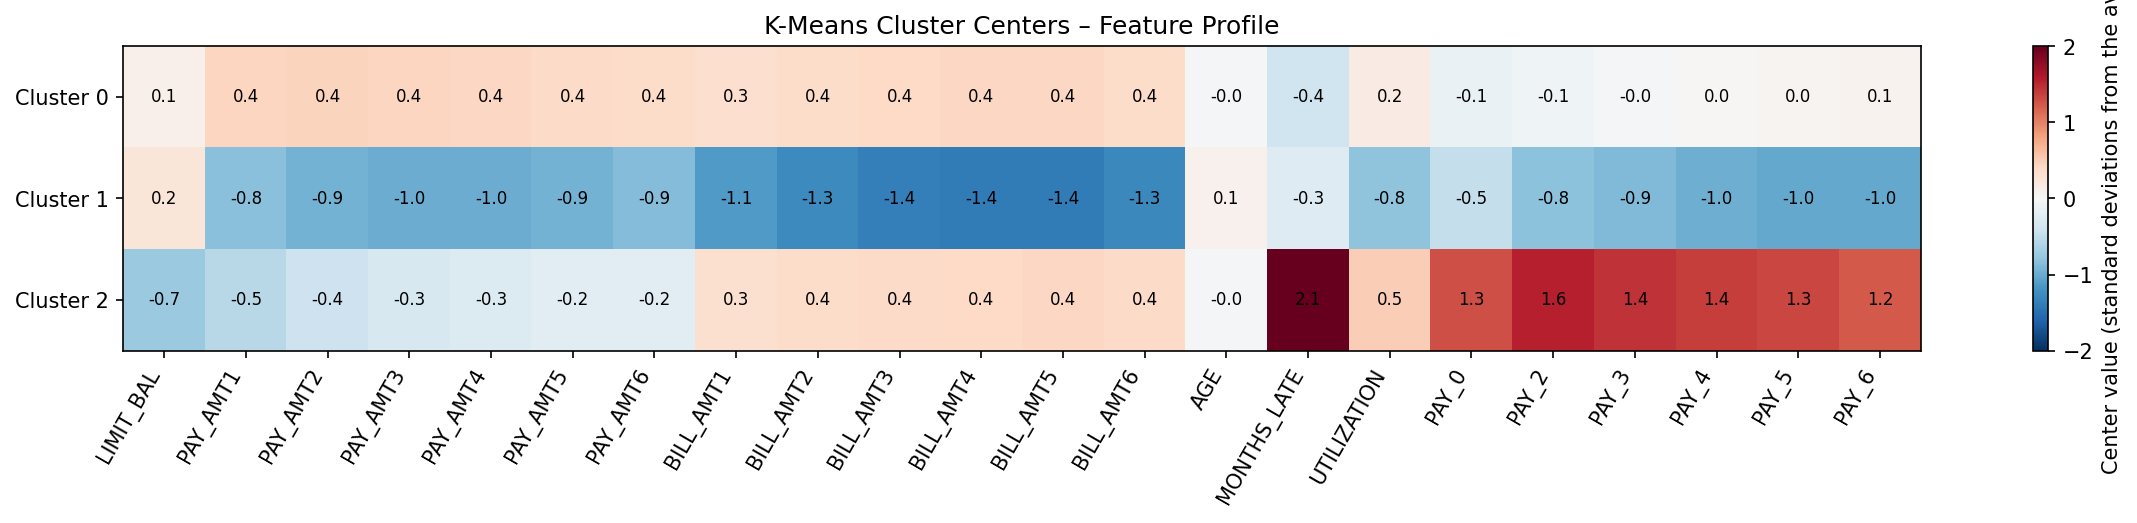 K-Means Cluster Centers – Feature Profile
Cluster 0 0.1 0.4 0.4 0.4 0.4 0.4 0.4 0.3 0.4 0.4 0.4 0.4 0.4 -0.0 -0.4 0.2 -0.1 -0.1 -0.0 0.0 0.0 0.1
Cluster 1 0.2 -0.8 -0.9 -1.0 -1.0 -0.9 -0.9 -1.1 -1.3 -1.4 -1.4 -1.4 -1.3 0.1 -0.3 -0.8 -0.5 -0.8 -0.9 -1.0 -1.0 -1.0
Cluster 2 -0.7 -0.5 -0.4 -0.3 -0.3 -0.2 -0.2 0.3 0.4 0.4 0.4 0.4 0.4 -0.0 2.1 0.5 1.3 1.6 1.4 1.4 1.3 1.2
LIMIT_BAL PAY_AMT1 PAY_AMT2 PAY_AMT3 PAY_AMT4 PAY_AMT5 PAY_AMT6 BILL_AMT1 BILL_AMT2 BILL_AMT3 BILL_AMT4 BILL_AMT5 BILL_AMT6 AGE MONTHS_LATE UTILIZATION PAY_0 PAY_2 PAY_3 PAY_4 PAY_5 PAY_6
2
1
0
−1
−2
Center value (standard deviations from the